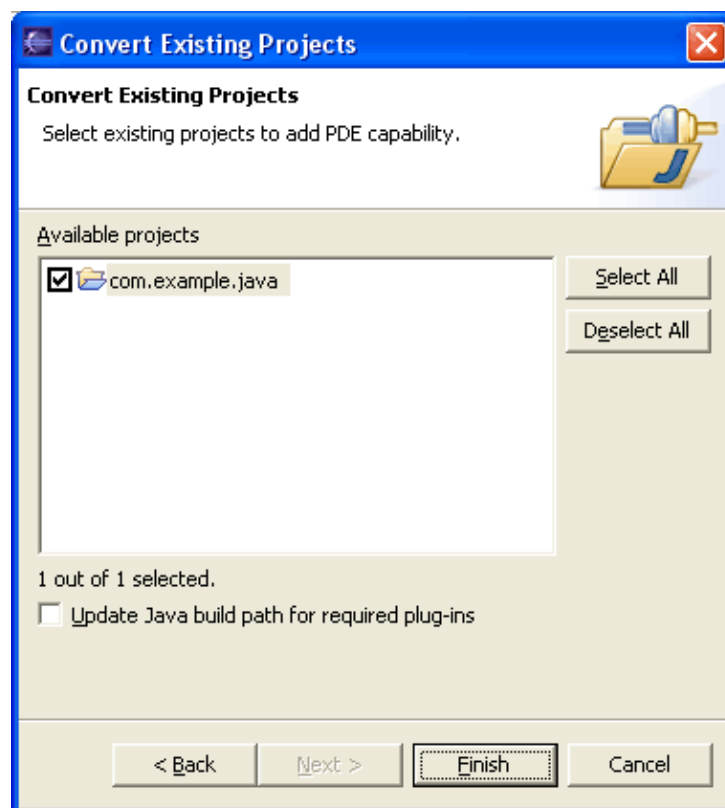 Convert Existing Projects
Convert Existing Projects
Select existing projects to add PDE capability.
Available projects
com.example.java
Select All
Deselect All
1 out of 1 selected.
Update Java build path for required plug-ins
< Back
Next >
Finish
Cancel